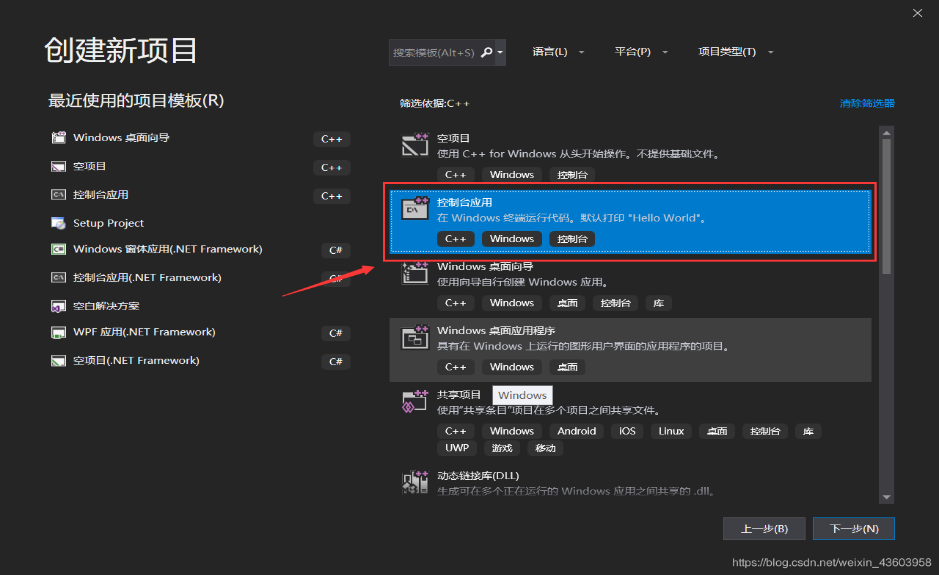 创建新项目
搜索模板(Alt+S)
语言(L)
平台(P)
项目类型(T)
最近使用的项目模板(R)
Windows 桌面向导
C++
空项目
C++
控制台应用
C++
Setup Project
Windows 窗体应用(.NET Framework)
C#
控制台应用(.NET Framework)
C#
空白解决方案
WPF 应用(.NET Framework)
C#
空项目(.NET Framework)
C#
筛选依据:C++
清除筛选器
空项目
使用 C++ for Windows 从头开始操作。不提供基础文件。
C++ Windows 控制台
控制台应用
在 Windows 终端运行代码。默认打印 "Hello World"。
C++ Windows 控制台
Windows 桌面向导
使用向导自行创建 Windows 应用。
C++ Windows 桌面 控制台 库
Windows 桌面应用程序
具有在 Windows 上运行的图形用户界面的应用程序的项目。
C++ Windows 桌面
共享项目
Windows
使用"共享条目"项目在多个项目之间共享文件。
C++ Windows Android iOS Linux 桌面 控制台 库
UWP 游戏 移动
动态链接库(DLL)
生成可在多个正在运行的 Windows 应用之间共享的 .dll。
上一步(B)
下一步(N)
https://blog.csdn.net/weixin_43603958